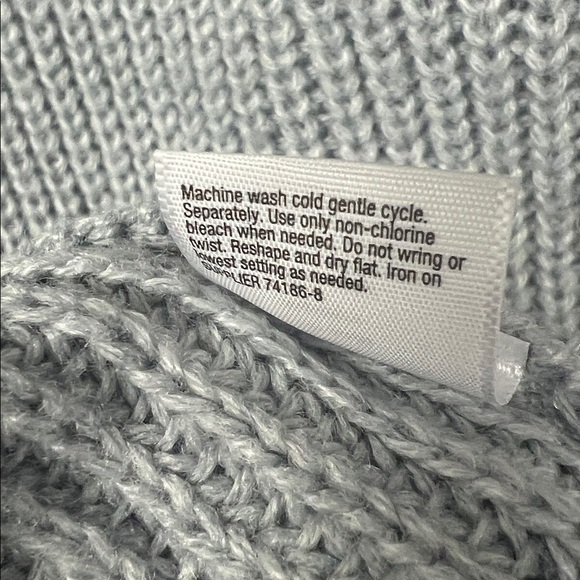 Machine wash cold gentle cycle.
Separately. Use only non-chlorine
bleach when needed. Do not wring or
twist. Reshape and dry flat. Iron on
lowest setting as needed.
SUPPLIER 74186-8